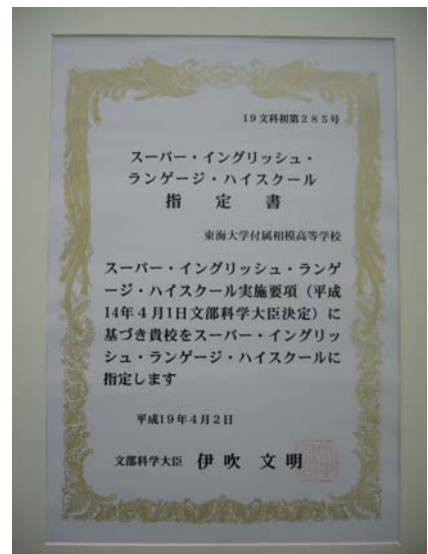 19文科初第285号
スーパー・イングリッシュ・
ランゲージ・ハイスクール
指定書
東海大学付属相模高等学校
スーパー・イングリッシュ・ランゲ
ージ・ハイスクール実施要項（平成
14年4月1日文部科学大臣決定）に
基づき貴校をスーパー・イングリッ
シュ・ランゲージ・ハイスクールに
指定します
平成19年4月2日
文部科学大臣 伊吹文明